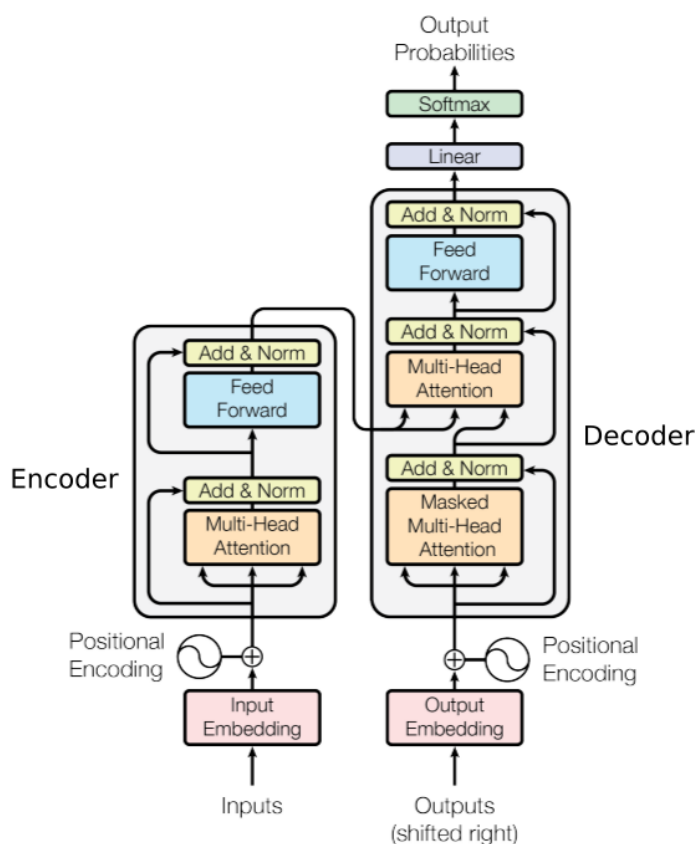 Output
Probabilities
Softmax
Linear
Add & Norm
Feed
Forward
Add & Norm
Multi-Head
Attention
Add & Norm
Masked
Multi-Head
Attention
Decoder
Positional
Encoding
Output
Embedding
Outputs
(shifted right)
Add & Norm
Feed
Forward
Add & Norm
Multi-Head
Attention
Encoder
Positional
Encoding
Input
Embedding
Inputs